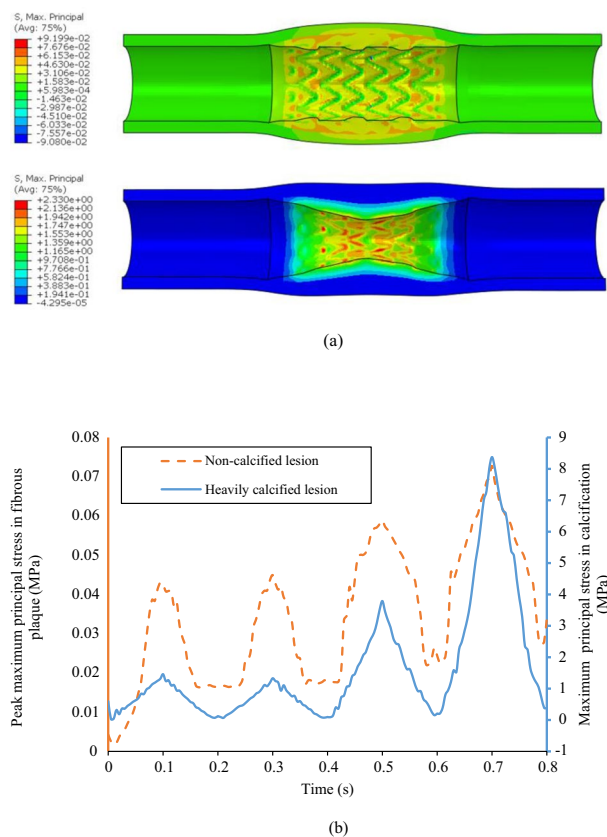 S, Max. Principal
(Avg: 75%)
+9.199e-02
+7.676e-02
+6.153e-02
+4.630e-02
+3.106e-02
+1.583e-02
+5.983e-04
-1.463e-02
-2.987e-02
-4.510e-02
-6.033e-02
-7.557e-02
-9.080e-02
S, Max. Principal
(Avg: 75%)
+2.330e+00
+2.136e+00
+1.942e+00
+1.747e+00
+1.553e+00
+1.359e+00
+1.165e+00
+9.708e-01
+7.766e-01
+5.824e-01
+3.883e-01
+1.941e-01
-4.295e-05
(a)
Peak maximum principal stress in fibrous
plaque (MPa)
0.08
0.07
0.06
0.05
0.04
0.03
0.02
0.01
0
Non-calcified lesion
Heavily calcified lesion
9
8
7
6
5
4
3
2
1
0
-1
Maximum principal stress in calcification
(MPa)
0 0.1 0.2 0.3 0.4 0.5 0.6 0.7 0.8
Time (s)
(b)